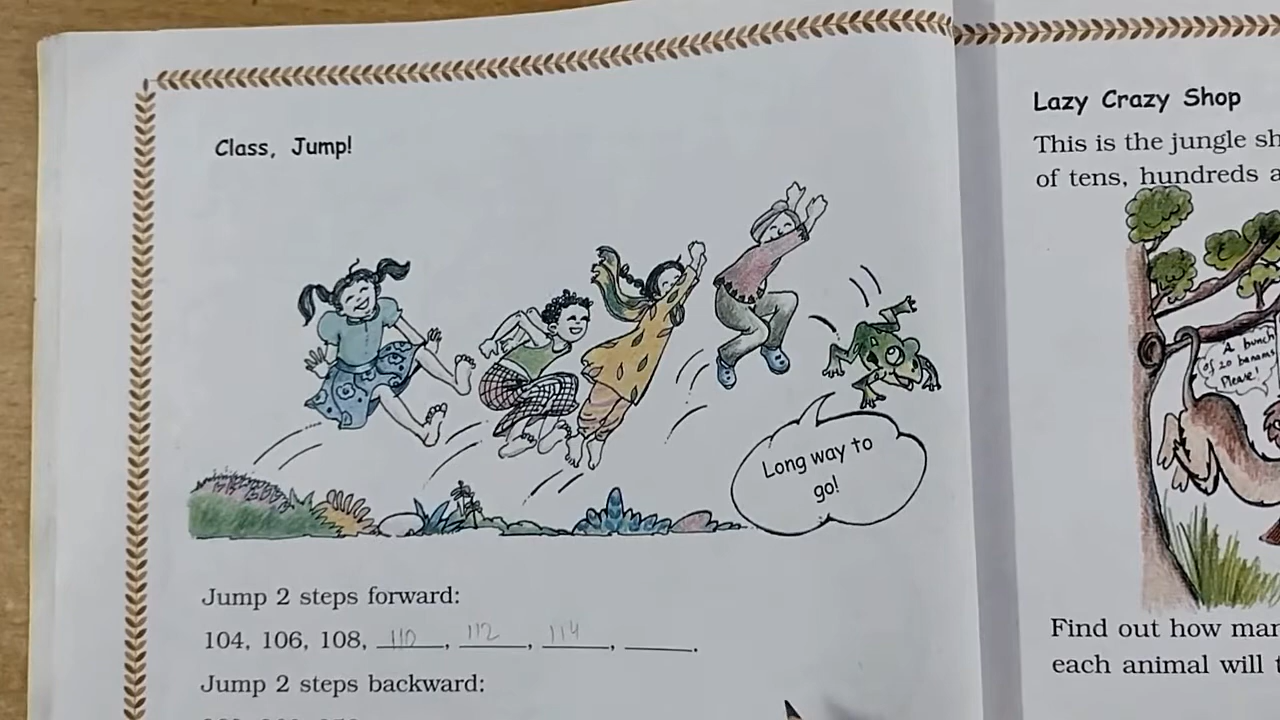 Class, Jump!
Long way to
go!
Jump 2 steps forward:
104, 106, 108, 110, 112, 114, ______.
Jump 2 steps backward:
Lazy Crazy Shop
This is the jungle sh
of tens, hundreds a
A bunch
of 20 bananas
Please!
Find out how mar
each animal will t